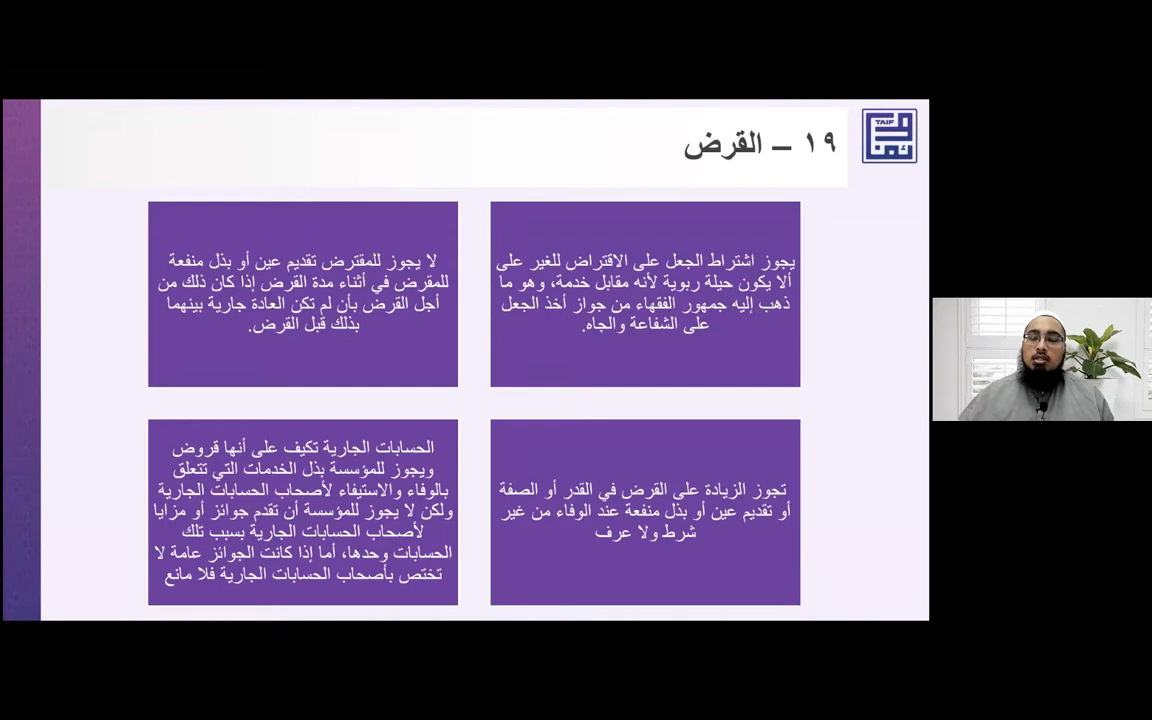 TAIF
١٩ – القرض
يجوز اشتراط الجعل على الاقتراض للغير على
ألا يكون حيلة ربوية لأنه مقابل خدمة، وهو ما
ذهب إليه جمهور الفقهاء من جواز أخذ الجعل
على الشفاعة والجاه.
لا يجوز للمقترض تقديم عين أو بذل منفعة
للمقرض في أثناء مدة القرض إذا كان ذلك من
أجل القرض بأن لم تكن العادة جارية بينهما
بذلك قبل القرض.
تجوز الزيادة على القرض في القدر أو الصفة
أو تقديم عين أو بذل منفعة عند الوفاء من غير
شرط ولا عرف
الحسابات الجارية تكيف على أنها قروض
ويجوز للمؤسسة بذل الخدمات التي تتعلق
بالوفاء والاستيفاء لأصحاب الحسابات الجارية
ولكن لا يجوز للمؤسسة أن تقدم جوائز أو مزايا
لأصحاب الحسابات الجارية بسبب تلك
الحسابات وحدها، أما إذا كانت الجوائز عامة لا
تختص بأصحاب الحسابات الجارية فلا مانع